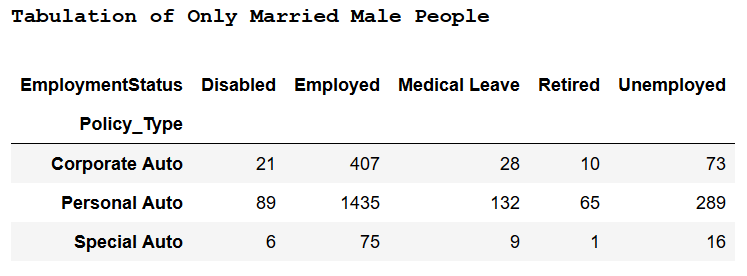 Tabulation of Only Married Male People
EmploymentStatus Disabled Employed Medical Leave Retired Unemployed
Policy_Type
Corporate Auto 21 407 28 10 73
Personal Auto 89 1435 132 65 289
Special Auto 6 75 9 1 16